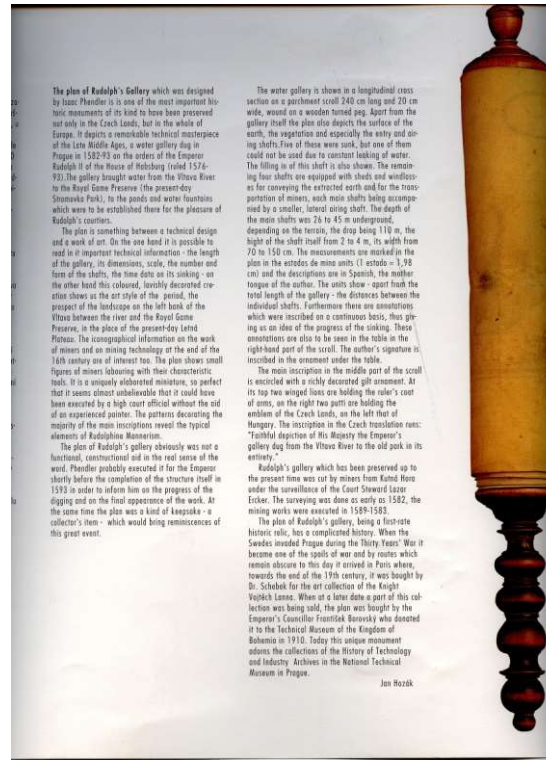 The plan of Rudolph's Gallery which was designed
by Isaac Phendler is is one of the most important his-
toric monuments of its kind to have been preserved
not only in the Czech Lands, but in the whole of
Europe. It depicts a remarkable technical masterpiece
of the Late Middle Ages, a water gallery dug in
Prague in 1582-93 on the orders of the Emperor
Rudolph II of the House of Habsburg (ruled 1576-
93).The gallery brought water from the Vltava River
to the Royal Game Preserve (the present-day
Stromovka Park), to the ponds and water fountains
which were to be established there for the pleasure of
Rudolph's courtiers.
The plan is something between a technical design
and a work of art. On the one hand it is possible to
read in it important technical information - the length
of the gallery, its dimensions, scale, the number and
form of the shafts, the time data on its sinking - on
the other hand this coloured, lavishly decorated cre-
ation shows us the art style of the period, the
prospect of the landscape on the left bank of the
Vltava between the river and the Royal Game
Preserve, in the place of the present-day Letná
Plateau. The iconographical information on the work
of miners and on mining technology at the end of the
16th century are of interest too. The plan shows small
figures of miners labouring with their characteristic
tools. It is a uniquely elaborated miniature, so perfect
that it seems almost unbelievable that it could have
been executed by a high court official without the aid
of an experienced painter. The patterns decorating the
majority of the main inscriptions reveal the typical
elements of Rudolphine Mannerism.
The plan of Rudolph's gallery obviously was not a
functional, constructional aid in the real sense of the
word. Phendler probably executed it for the Emperor
shortly before the completion of the structure itself in
1593 in order to inform him on the progress of the
digging and on the final appearance of the work. At
the same time the plan was a kind of keepsake - a
collector's item - which would bring reminiscences of
this great event.
The water gallery is shown in a longitudinal cross
section on a parchment scroll 240 cm long and 20 cm
wide, wound on a wooden turned peg. Apart from the
gallery itself the plan also depicts the surface of the
earth, the vegetation and especially the entry and air-
ing shafts.Five of these were sunk, but one of them
could not be used due to constant leaking of water.
The filling in of this shaft is also shown. The remain-
ing four shafts are equipped with sheds and windlass-
es for conveying the extracted earth and for the trans-
portation of miners, each main shafts being accompa-
nied by a smaller, lateral airing shaft. The depth of
the main shafts was 26 to 45 m underground,
depending on the terrain, the drop being 110 m, the
hight of the shaft itself from 2 to 4 m, its width from
70 to 150 cm. The measurements are marked in the
plan in the estados de mina units (1 estado = 1,98
cm) and the descriptions are in Spanish, the mother
tongue of the author. The units show - apart from the
total length of the gallery - the distances between the
individual shafts. Furthermore there are annotations
which were inscribed on a continuous basis, thus giv-
ing us an idea of the progress of the sinking. These
annotations are also to be seen in the table in the
right-hand part of the scroll. The author's signature is
inscribed in the ornament under the table.
The main inscription in the middle part of the scroll
is encircled with a richly decorated gilt ornament. At
its top two winged lions are holding the ruler's coat
of arms, on the right two putti are holding the
emblem of the Czech Lands, on the left that of
Hungary. The inscription in the Czech translation runs:
"Faithful depiction of His Majesty the Emperor's
gallery dug from the Vltava River to the old park in its
entirety."
Rudolph's gallery which has been preserved up to
the present time was cut by miners from Kutná Hora
under the surveillance of the Court Steward Lazar
Ercker. The surveying was done as early as 1582, the
mining works were executed in 1589-1583.
The plan of Rudolf's gallery, being a first-rate
historic relic, has a complicated history. When the
Swedes invaded Prague during the Thirty Years' War it
became one of the spoils of war and by routes which
remain obscure to this day it arrived in Paris where,
towards the end of the 19th century, it was bought by
Dr. Schebek for the art collection of the Knight
Vojtěch Lanna. When at a later date a part of this col-
lection was being sold, the plan was bought by the
Emperor's Councillor František Borovský who donated
it to the Technical Museum of the Kingdom of
Bohemia in 1910. Today this unique monument
adorns the collections of the History of Technology
and Industry Archives in the National Technical
Museum in Prague.
Jan Hozák